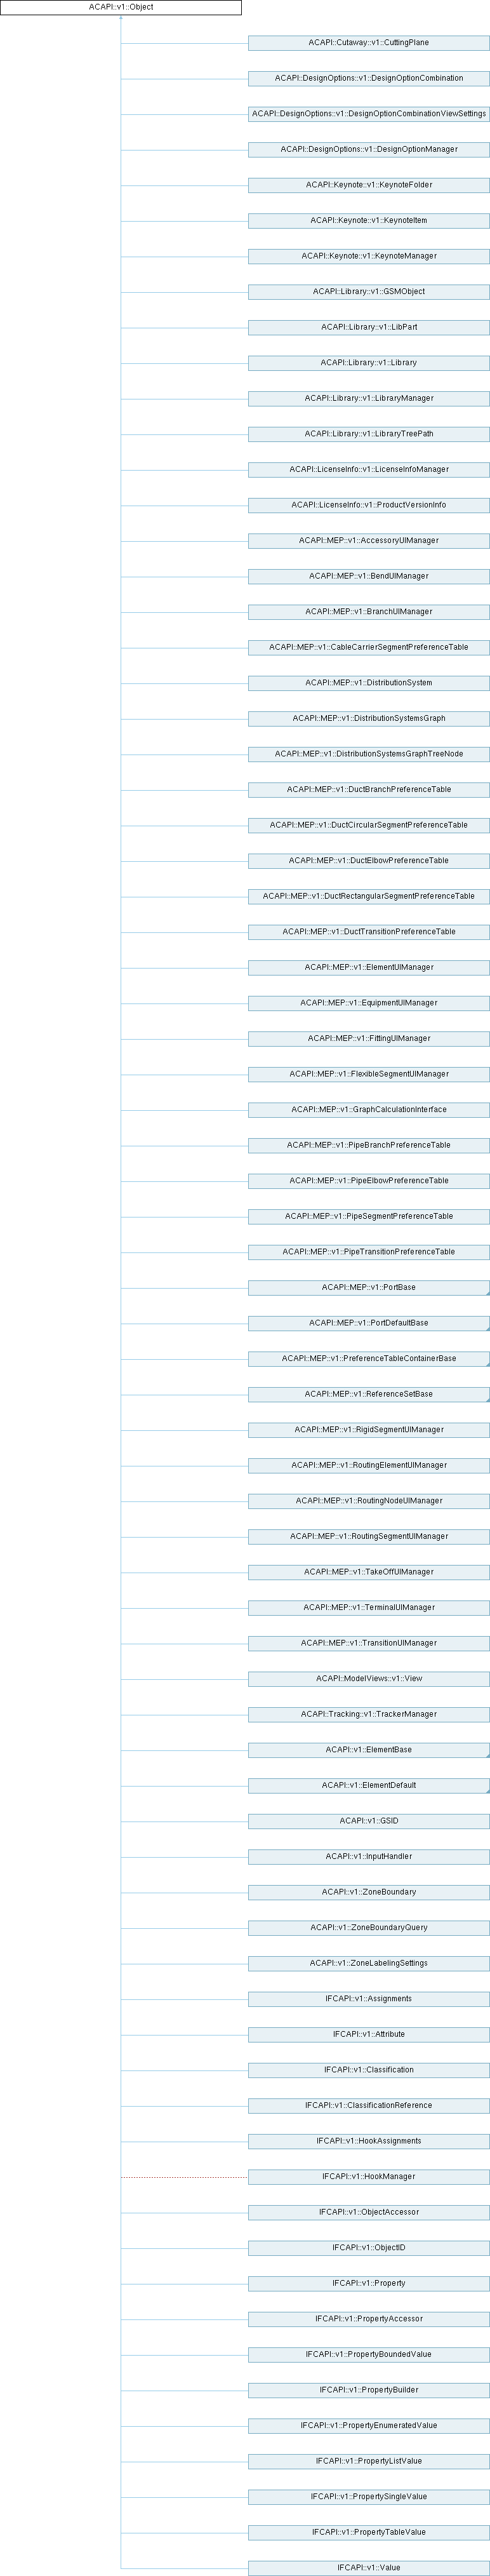 ACAPI::v1::Object
ACAPI::Cutaway::v1::CuttingPlane
ACAPI::DesignOptions::v1::DesignOptionCombination
ACAPI::DesignOptions::v1::DesignOptionCombinationViewSettings
ACAPI::DesignOptions::v1::DesignOptionManager
ACAPI::Keynote::v1::KeynoteFolder
ACAPI::Keynote::v1::KeynoteItem
ACAPI::Keynote::v1::KeynoteManager
ACAPI::Library::v1::GSMObject
ACAPI::Library::v1::LibPart
ACAPI::Library::v1::Library
ACAPI::Library::v1::LibraryManager
ACAPI::Library::v1::LibraryTreePath
ACAPI::LicenseInfo::v1::LicenseInfoManager
ACAPI::LicenseInfo::v1::ProductVersionInfo
ACAPI::MEP::v1::AccessoryUIManager
ACAPI::MEP::v1::BendUIManager
ACAPI::MEP::v1::BranchUIManager
ACAPI::MEP::v1::CableCarrierSegmentPreferenceTable
ACAPI::MEP::v1::DistributionSystem
ACAPI::MEP::v1::DistributionSystemsGraph
ACAPI::MEP::v1::DistributionSystemsGraphTreeNode
ACAPI::MEP::v1::DuctBranchPreferenceTable
ACAPI::MEP::v1::DuctCircularSegmentPreferenceTable
ACAPI::MEP::v1::DuctElbowPreferenceTable
ACAPI::MEP::v1::DuctRectangularSegmentPreferenceTable
ACAPI::MEP::v1::DuctTransitionPreferenceTable
ACAPI::MEP::v1::ElementUIManager
ACAPI::MEP::v1::EquipmentUIManager
ACAPI::MEP::v1::FittingUIManager
ACAPI::MEP::v1::FlexibleSegmentUIManager
ACAPI::MEP::v1::GraphCalculationInterface
ACAPI::MEP::v1::PipeBranchPreferenceTable
ACAPI::MEP::v1::PipeElbowPreferenceTable
ACAPI::MEP::v1::PipeSegmentPreferenceTable
ACAPI::MEP::v1::PipeTransitionPreferenceTable
ACAPI::MEP::v1::PortBase
ACAPI::MEP::v1::PortDefaultBase
ACAPI::MEP::v1::PreferenceTableContainerBase
ACAPI::MEP::v1::ReferenceSetBase
ACAPI::MEP::v1::RigidSegmentUIManager
ACAPI::MEP::v1::RoutingElementUIManager
ACAPI::MEP::v1::RoutingNodeUIManager
ACAPI::MEP::v1::RoutingSegmentUIManager
ACAPI::MEP::v1::TakeOffUIManager
ACAPI::MEP::v1::TerminalUIManager
ACAPI::MEP::v1::TransitionUIManager
ACAPI::ModelViews::v1::View
ACAPI::Tracking::v1::TrackerManager
ACAPI::v1::ElementBase
ACAPI::v1::ElementDefault
ACAPI::v1::GSID
ACAPI::v1::InputHandler
ACAPI::v1::ZoneBoundary
ACAPI::v1::ZoneBoundaryQuery
ACAPI::v1::ZoneLabelingSettings
IFCAPI::v1::Assignments
IFCAPI::v1::Attribute
IFCAPI::v1::Classification
IFCAPI::v1::ClassificationReference
IFCAPI::v1::HookAssignments
IFCAPI::v1::HookManager
IFCAPI::v1::ObjectAccessor
IFCAPI::v1::ObjectID
IFCAPI::v1::Property
IFCAPI::v1::PropertyAccessor
IFCAPI::v1::PropertyBoundedValue
IFCAPI::v1::PropertyBuilder
IFCAPI::v1::PropertyEnumeratedValue
IFCAPI::v1::PropertyListValue
IFCAPI::v1::PropertySingleValue
IFCAPI::v1::PropertyTableValue
IFCAPI::v1::Value